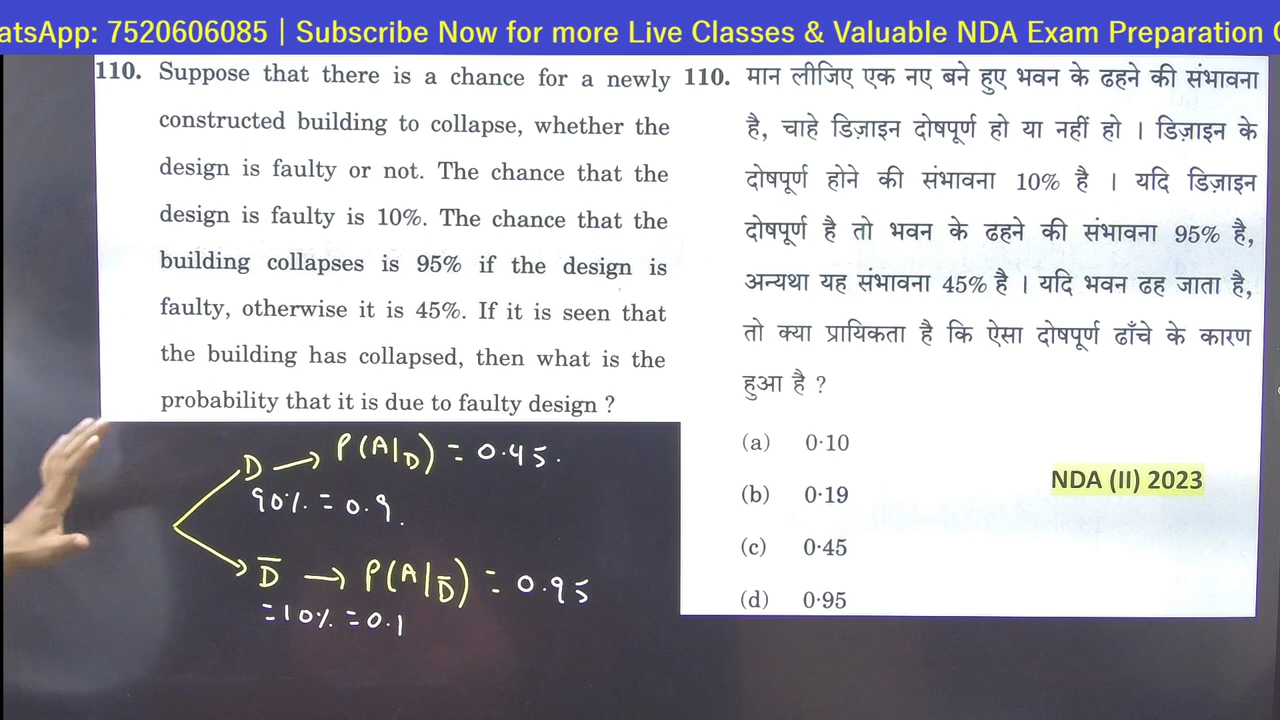 atsApp: 7520606085 | Subscribe Now for more Live Classes & Valuable NDA Exam Preparation
110. Suppose that there is a chance for a newly
constructed building to collapse, whether the
design is faulty or not. The chance that the
design is faulty is 10%. The chance that the
building collapses is 95% if the design is
faulty, otherwise it is 45%. If it is seen that
the building has collapsed, then what is the
probability that it is due to faulty design ?
110. मान लीजिए एक नए बने हुए भवन के ढहने की संभावना
है, चाहे डिज़ाइन दोषपूर्ण हो या नहीं हो । डिज़ाइन के
दोषपूर्ण होने की संभावना 10% है । यदि डिज़ाइन
दोषपूर्ण है तो भवन के ढहने की संभावना 95% है,
अन्यथा यह संभावना 45% है । यदि भवन ढह जाता है,
तो क्या प्रायिकता है कि ऐसा दोषपूर्ण ढाँचे के कारण
हुआ है ?
(a) 0·10
(b) 0·19
(c) 0·45
(d) 0·95
NDA (II) 2023
D → P(A|D) = 0.45.
90% = 0.9.
D̅ → P(A|D̅) = 0.95
=10% = 0.1